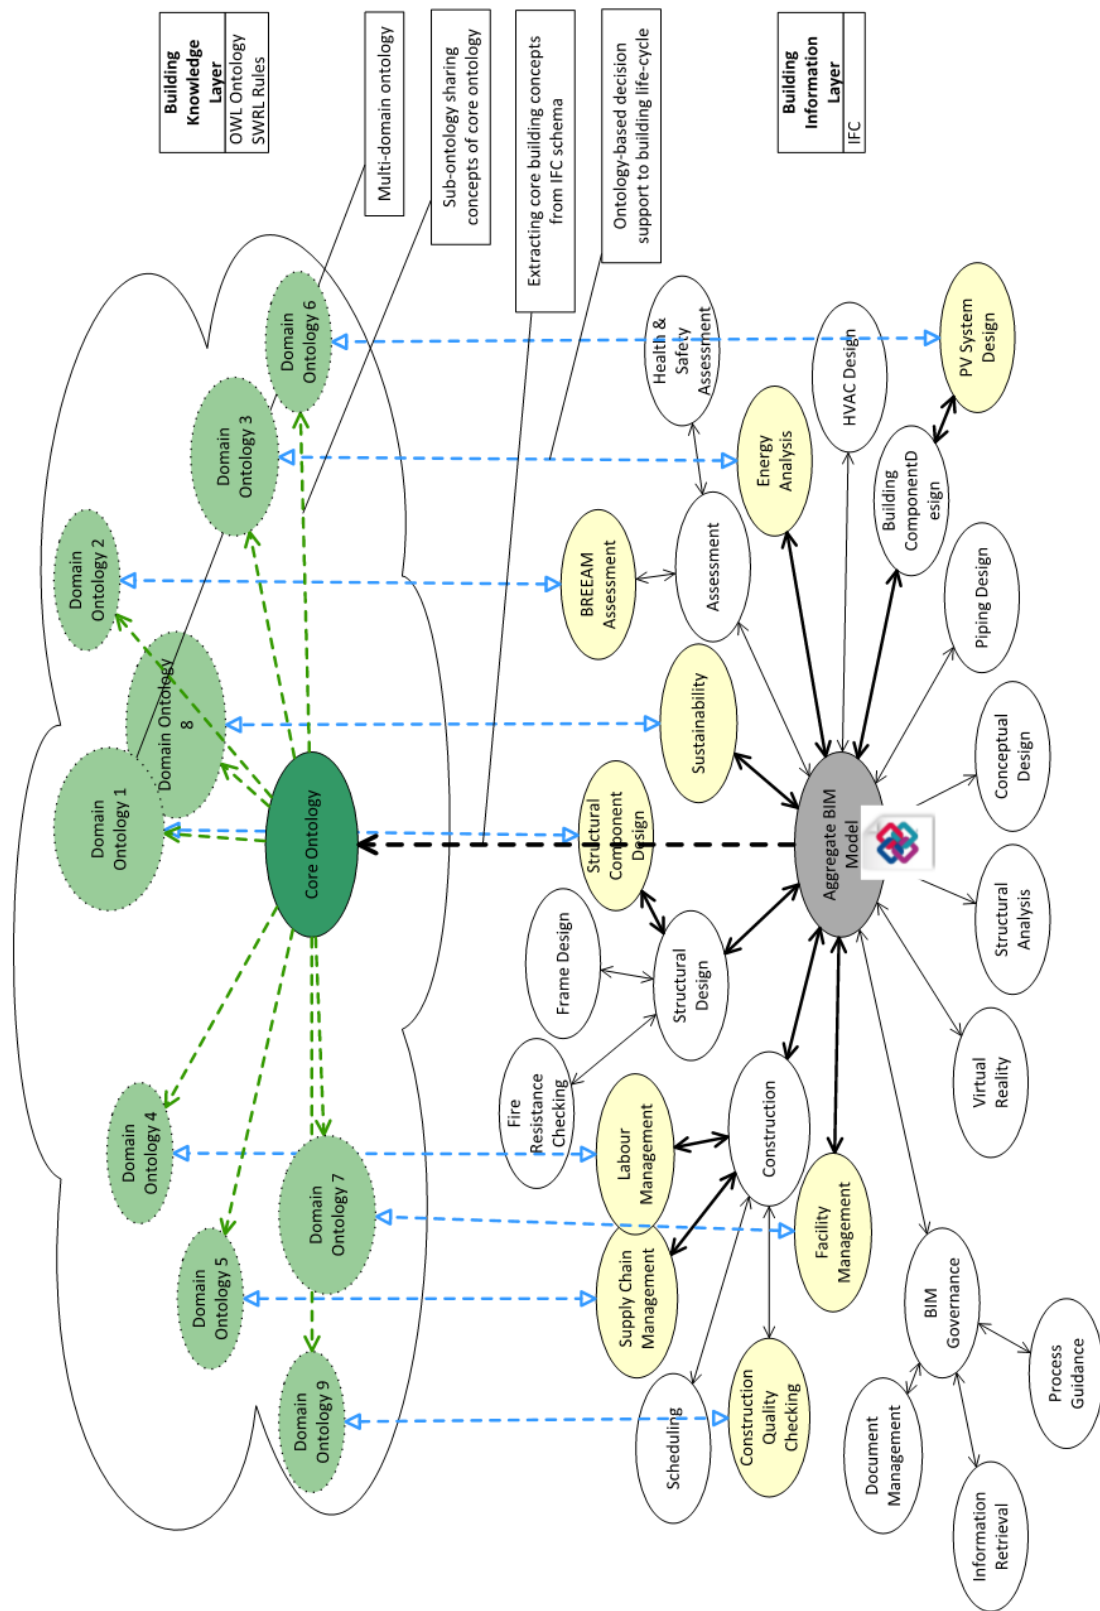 Building
Knowledge
Layer
OWL Ontology
SWRL Rules
Multi-domain ontology
Sub-ontology sharing
concepts of core ontology
Extracting core building concepts
from IFC schema
Ontology-based decision
support to building life-cycle
Building
Information
Layer
IFC
Domain
Ontology 9
Domain
Ontology 5
Domain
Ontology 7
Domain
Ontology 4
Domain
Ontology 1
Domain Ontology
8
Domain
Ontology 2
Domain
Ontology 3
Domain
Ontology 6
Core Ontology
Scheduling
Construction
Quality
Checking
Supply Chain
Management
Labour
Management
Fire
Resistance
Checking
Frame Design
Structural
Design
Structural
Component
Design
Sustainability
BREEAM
Assessment
Assessment
Health &
Safety
Assessment
Energy
Analysis
HVAC Design
Building
ComponentD
esign
PV System
Design
Construction
Facility
Management
Aggregate BIM
Model
Piping Design
Conceptual
Design
Structural
Analysis
Virtual
Reality
BIM
Governance
Document
Management
Information
Retrieval
Process
Guidance